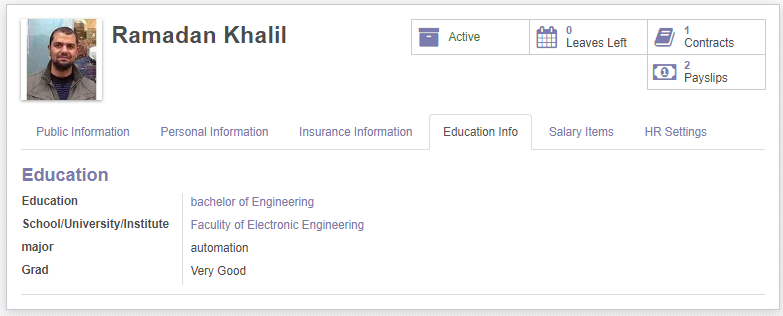 Ramadan Khalil
Active
0
Leaves Left
1
Contracts
2
Payslips
Public Information Personal Information Insurance Information Education Info Salary Items HR Settings
Education
Education bachelor of Engineering
School/University/Institute Facuility of Electronic Engineering
major automation
Grad Very Good